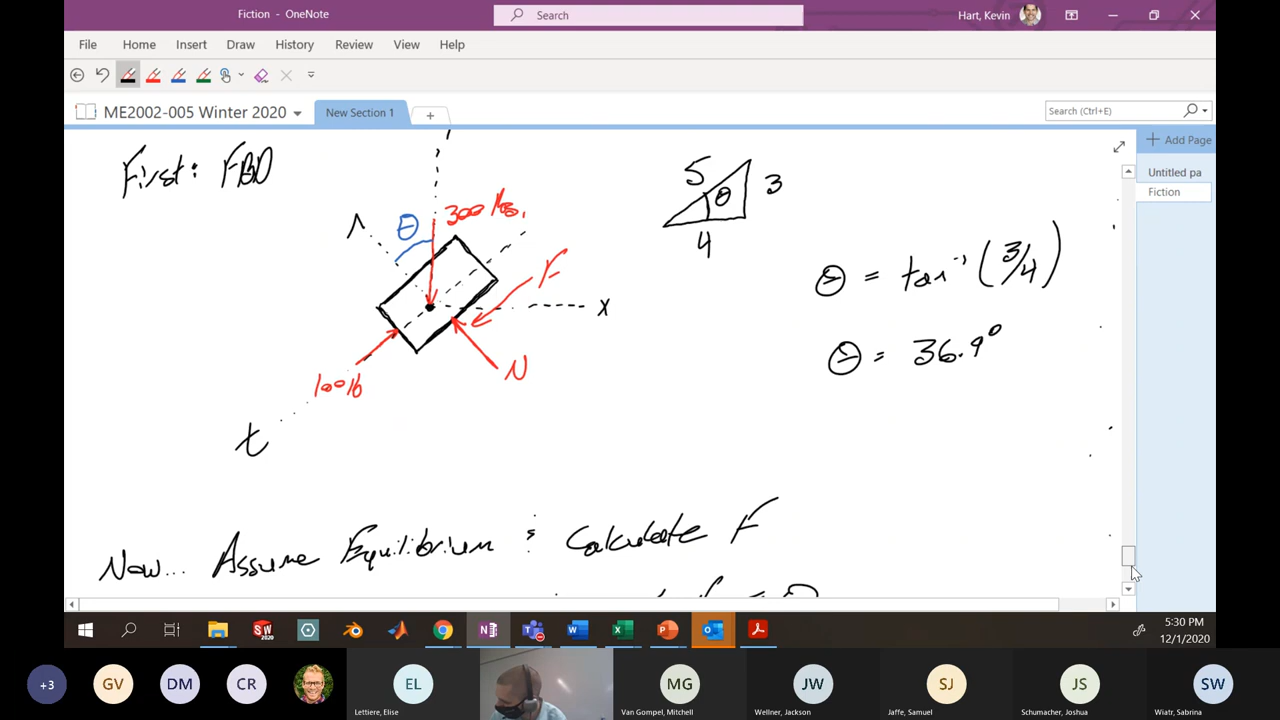 Fiction - OneNote
Search
Hart, Kevin
File Home Insert Draw History Review View Help
ME2002-005 Winter 2020
New Section 1
Search (Ctrl+E)
Add Page
Untitled pa
Fiction
First: FBD
θ
300 lbs.
F
x
N
100 lb
t
5
θ
3
4
θ = tan⁻¹ (3/4)
θ = 36.9°
Now... Assume Equilibrium : Calculate F
5:30 PM
12/1/2020
+3
GV
DM
CR
EL
MG
JW
SJ
JS
SW
Lettiere, Elise
Van Gompel, Mitchell
Wellner, Jackson
Jaffe, Samuel
Schumacher, Joshua
Wiatr, Sabrina